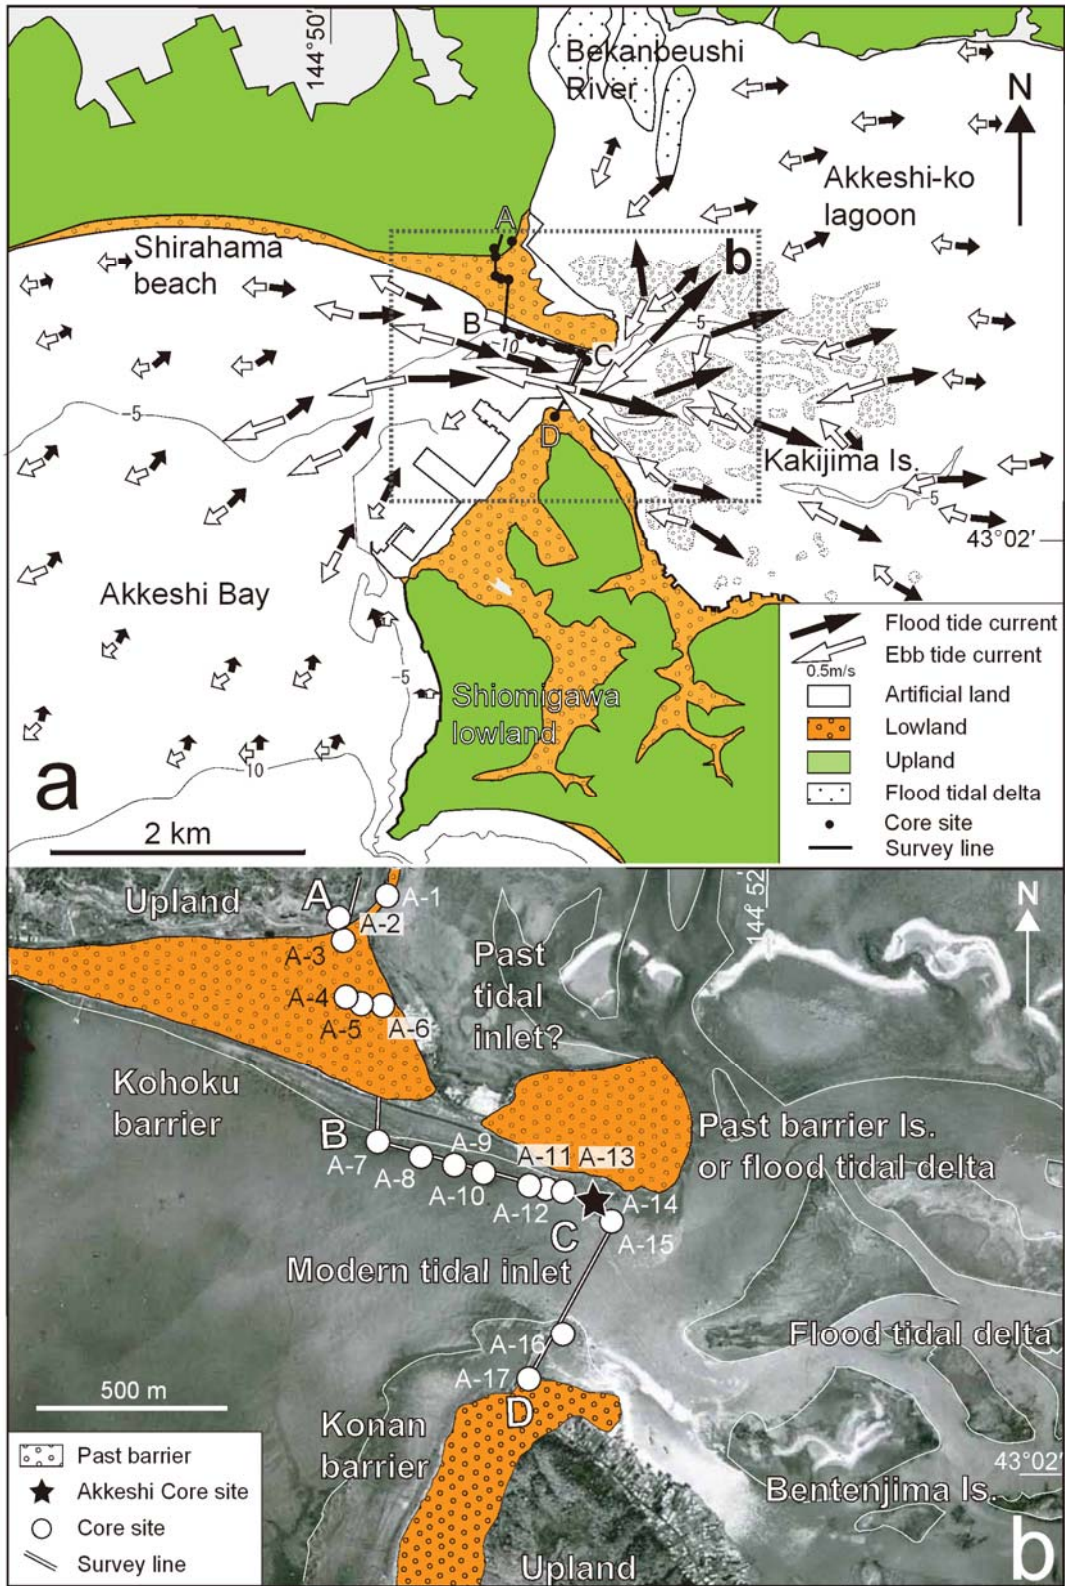 144°50′
Bekanbeushi
River
N
Akkeshi-ko
lagoon
A
b
Shirahama
beach
B
-10
-5
C
-5
D
Kakijima Is.
5
43°02′
Akkeshi Bay
-5
Shiomigawa
lowland
10
a
2 km
Flood tide current
Ebb tide current
0.5m/s
Artificial land
Lowland
Upland
Flood tidal delta
Core site
Survey line
Upland
A
A-1
A-2
A-3
144°52′
N
Past
tidal
inlet?
A-4
A-5
A-6
Kohoku
barrier
B
A-7
A-8
A-9
A-10
A-11
A-13
A-12
Past barrier Is.
or flood tidal delta
A-14
C
A-15
Modern tidal inlet
A-16
Flood tidal delta
A-17
D
500 m
Konan
barrier
43°02′
Bentenjima Is.
Upland
Past barrier
Akkeshi Core site
Core site
Survey line
b